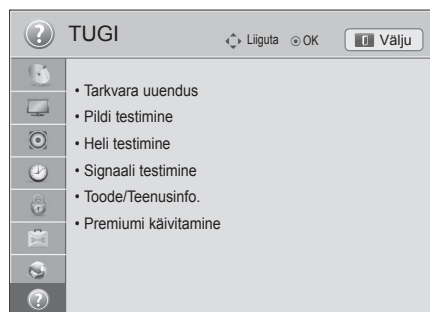 TUGI
Liiguta OK Välju
• Tarkvara uuendus
• Pildi testimine
• Heli testimine
• Signaali testimine
• Toode/Teenusinfo.
• Premiumi käivitamine